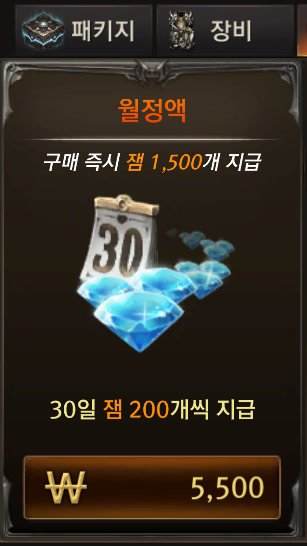 패키지
장비
월정액
구매 즉시 잼 1,500개 지급
30
30일 잼 200개씩 지급
₩ 5,500